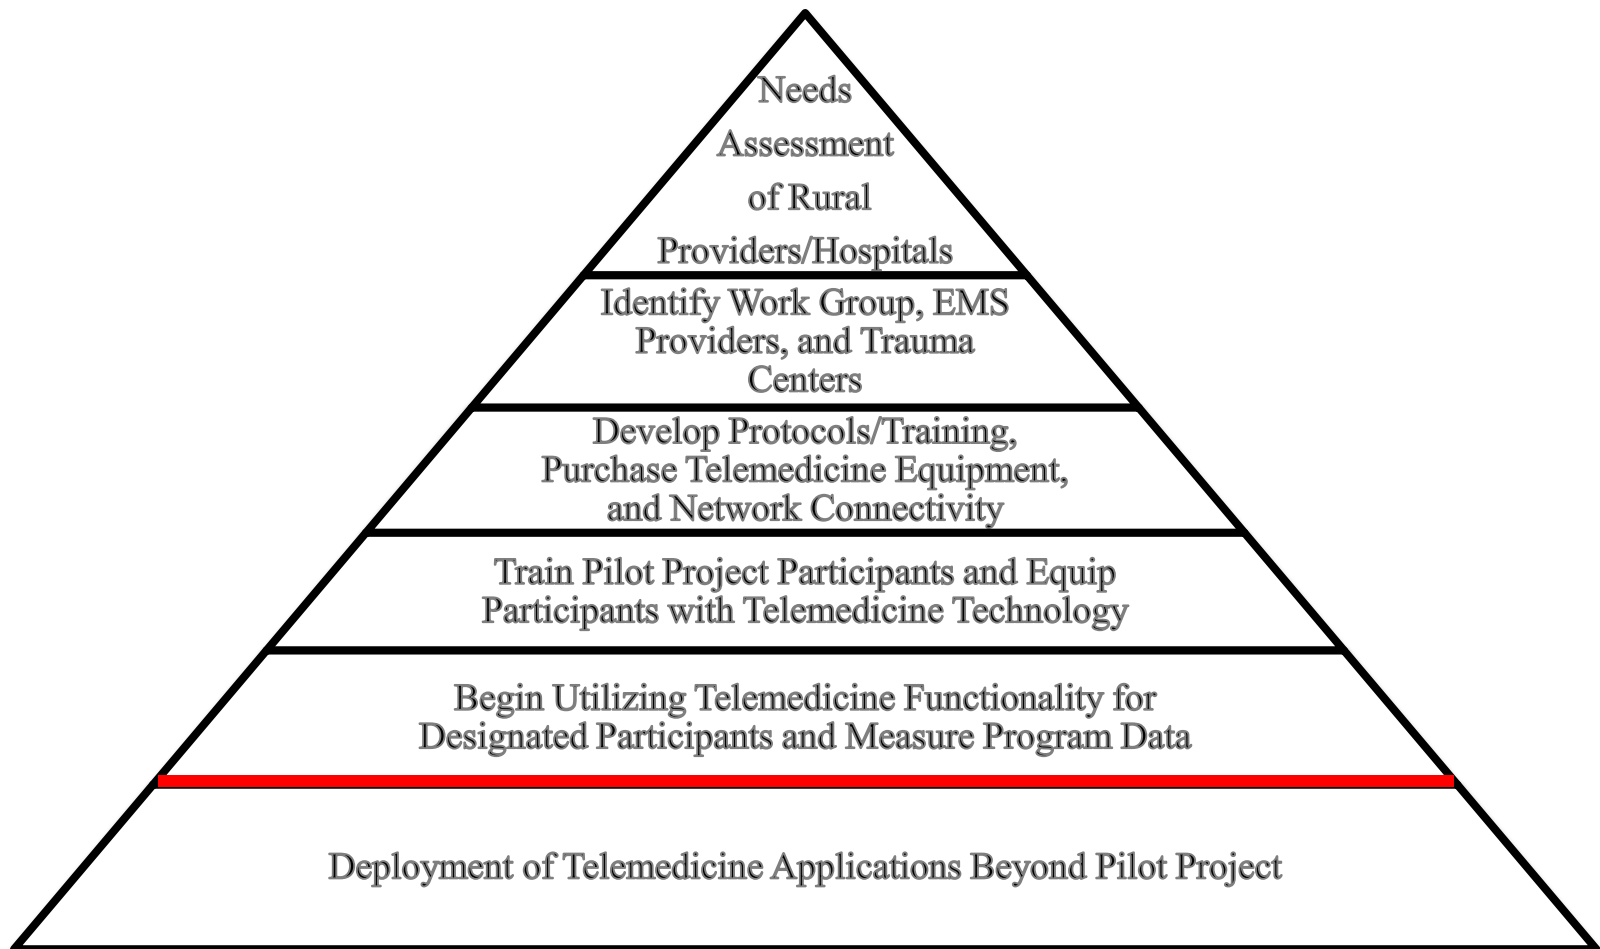 Needs
Assessment
of Rural
Providers/Hospitals
Identify Work Group, EMS
Providers, and Trauma
Centers
Develop Protocols/Training,
Purchase Telemedicine Equipment,
and Network Connectivity
Train Pilot Project Participants and Equip
Participants with Telemedicine Technology
Begin Utilizing Telemedicine Functionality for
Designated Participants and Measure Program Data
Deployment of Telemedicine Applications Beyond Pilot Project